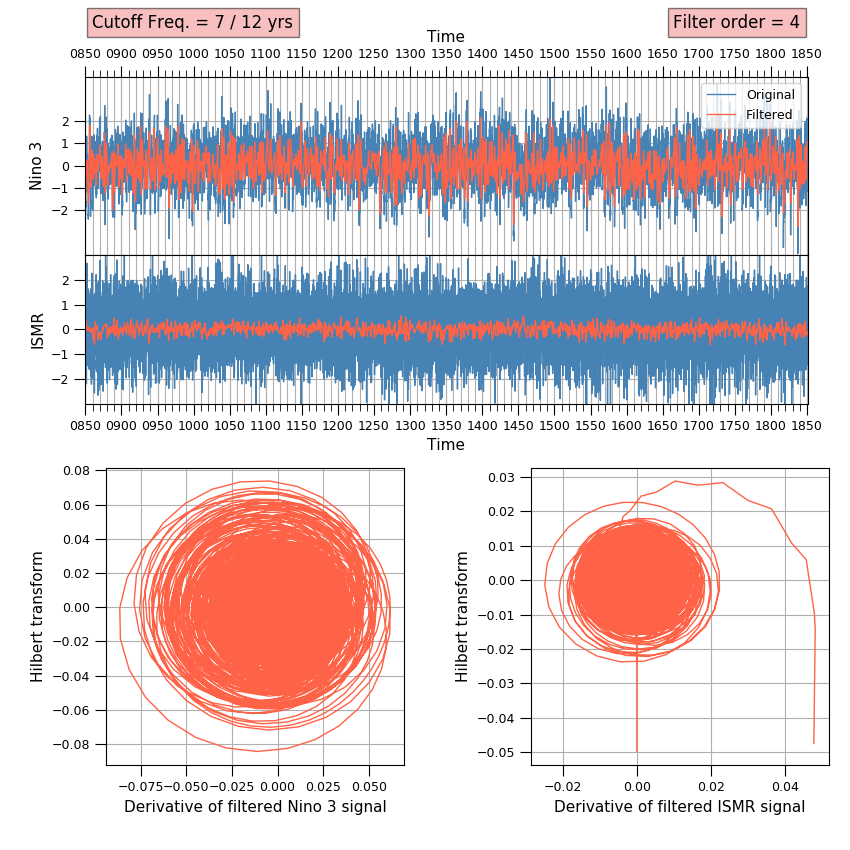 Cutoff Freq. = 7 / 12 yrs
Filter order = 4
Time
0850 0900 0950 1000 1050 1100 1150 1200 1250 1300 1350 1400 1450 1500 1550 1600 1650 1700 1750 1800 1850
Original
Filtered
Nino 3
2
1
0
−1
−2
ISMR
2
1
0
−1
−2
0850 0900 0950 1000 1050 1100 1150 1200 1250 1300 1350 1400 1450 1500 1550 1600 1650 1700 1750 1800 1850
Time
Hilbert transform
0.08
0.06
0.04
0.02
0.00
−0.02
−0.04
−0.06
−0.08
−0.075 −0.050 −0.025 0.000 0.025 0.050
Derivative of filtered Nino 3 signal
Hilbert transform
0.03
0.02
0.01
0.00
−0.01
−0.02
−0.03
−0.04
−0.05
−0.02 0.00 0.02 0.04
Derivative of filtered ISMR signal